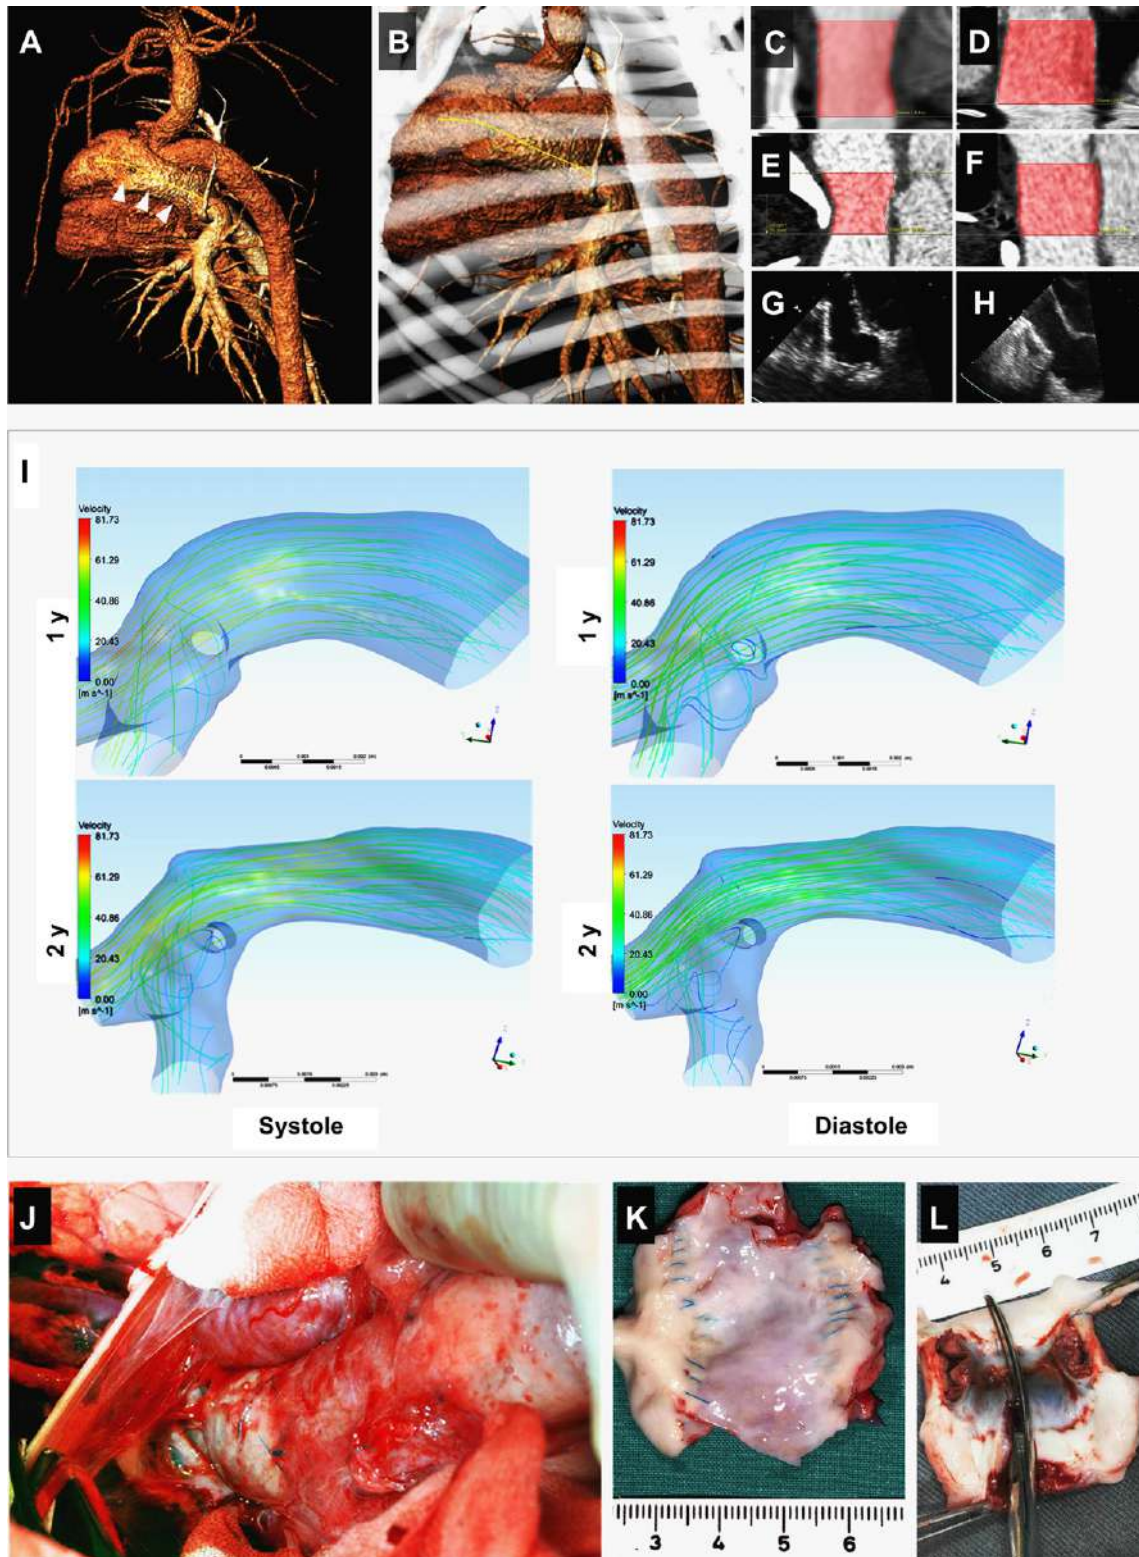 A
B
C
D
E
F
G
H
I
Velocity
81.73
61.29
40.86
20.43
0.00
[m s^-1]
1 y
Velocity
81.73
61.29
40.86
20.43
0.00
[m s^-1]
1 y
Velocity
81.73
61.29
40.86
20.43
0.00
[m s^-1]
2 y
Velocity
81.73
61.29
40.86
20.43
0.00
[m s^-1]
2 y
Systole
Diastole
J
K
3 4 5 6
L
4 5 6 7